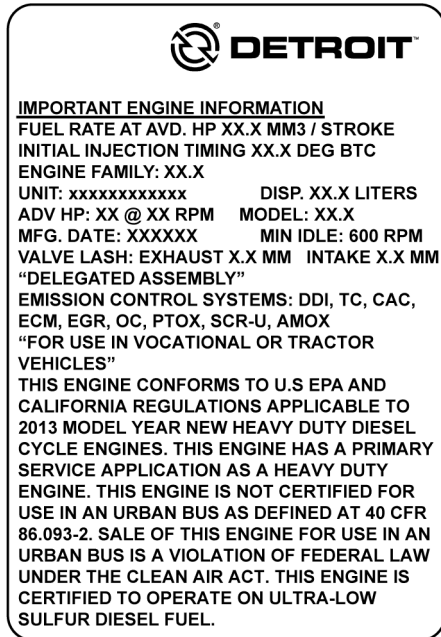 DETROIT™
IMPORTANT ENGINE INFORMATION
FUEL RATE AT AVD. HP XX.X MM3 / STROKE
INITIAL INJECTION TIMING XX.X DEG BTC
ENGINE FAMILY: XX.X
UNIT: xxxxxxxxxxxx DISP. XX.X LITERS
ADV HP: XX @ XX RPM MODEL: XX.X
MFG. DATE: XXXXXX MIN IDLE: 600 RPM
VALVE LASH: EXHAUST X.X MM INTAKE X.X MM
“DELEGATED ASSEMBLY”
EMISSION CONTROL SYSTEMS: DDI, TC, CAC,
ECM, EGR, OC, PTOX, SCR-U, AMOX
“FOR USE IN VOCATIONAL OR TRACTOR
VEHICLES”
THIS ENGINE CONFORMS TO U.S EPA AND
CALIFORNIA REGULATIONS APPLICABLE TO
2013 MODEL YEAR NEW HEAVY DUTY DIESEL
CYCLE ENGINES. THIS ENGINE HAS A PRIMARY
SERVICE APPLICATION AS A HEAVY DUTY
ENGINE. THIS ENGINE IS NOT CERTIFIED FOR
USE IN AN URBAN BUS AS DEFINED AT 40 CFR
86.093-2. SALE OF THIS ENGINE FOR USE IN AN
URBAN BUS IS A VIOLATION OF FEDERAL LAW
UNDER THE CLEAN AIR ACT. THIS ENGINE IS
CERTIFIED TO OPERATE ON ULTRA-LOW
SULFUR DIESEL FUEL.